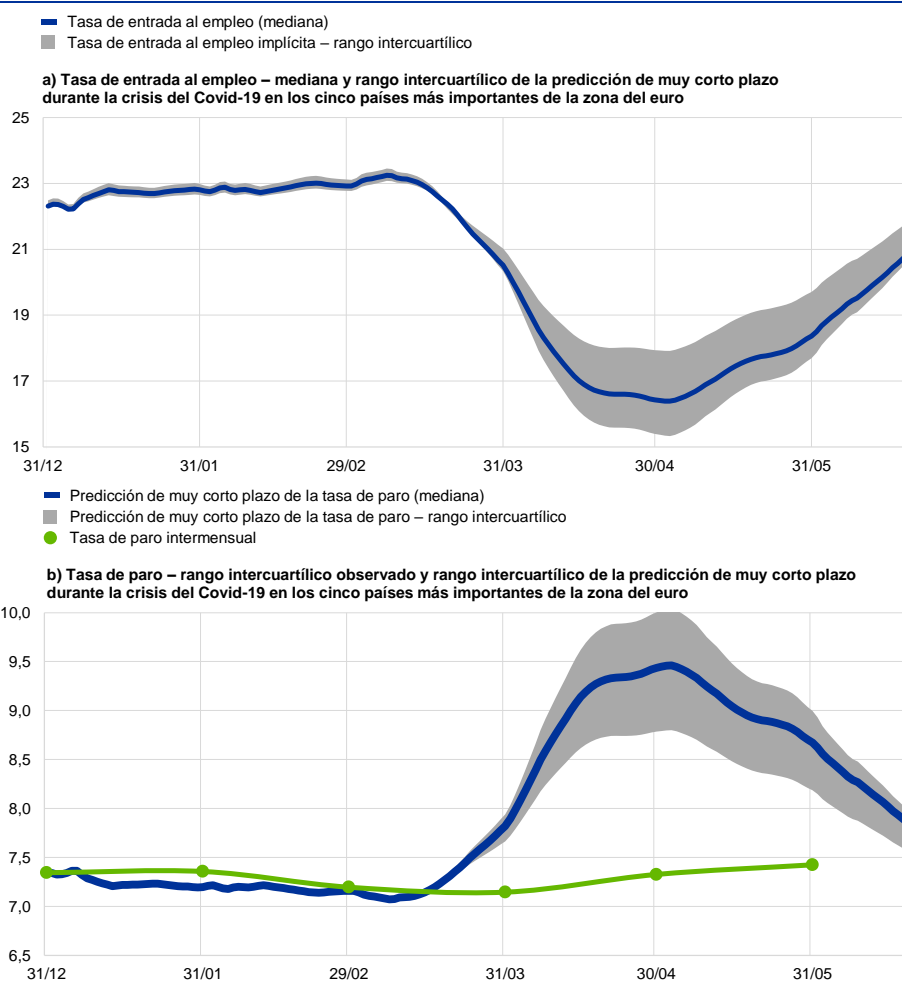 Tasa de entrada al empleo (mediana)
Tasa de entrada al empleo implícita – rango intercuartílico
a) Tasa de entrada al empleo – mediana y rango intercuartílico de la predicción de muy corto plazo
durante la crisis del Covid-19 en los cinco países más importantes de la zona del euro
25
23
21
19
17
15
31/12 31/01 29/02 31/03 30/04 31/05
Predicción de muy corto plazo de la tasa de paro (mediana)
Predicción de muy corto plazo de la tasa de paro – rango intercuartílico
Tasa de paro intermensual
b) Tasa de paro – rango intercuartílico observado y rango intercuartílico de la predicción de muy corto plazo
durante la crisis del Covid-19 en los cinco países más importantes de la zona del euro
10,0
9,5
9,0
8,5
8,0
7,5
7,0
6,5
31/12 31/01 29/02 31/03 30/04 31/05